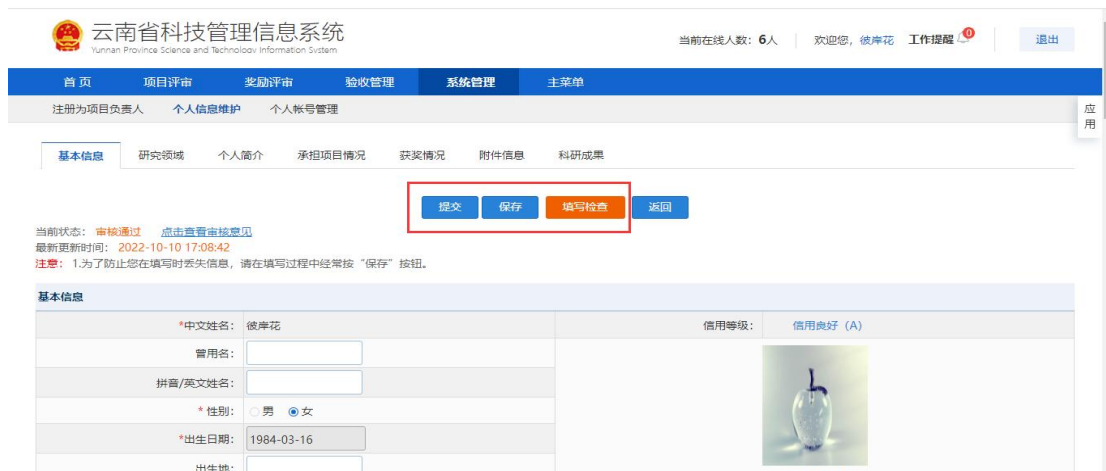 云南省科技管理信息系统
Yunnan Province Science and Technology Information System
当前在线人数：6人 欢迎您，彼岸花 工作提醒 0 退出
首页 项目评审 奖励评审 验收管理 系统管理 主菜单
注册为项目负责人 个人信息维护 个人帐号管理
应用
基本信息 研究领域 个人简介 承担项目情况 获奖情况 附件信息 科研成果
提交 保存 填写检查 返回
当前状态： 审核通过 点击查看审核意见
最新更新时间： 2022-10-10 17:08:42
注意： 1.为了防止您在填写时丢失信息，请在填写过程中经常按“保存”按钮。
基本信息
*中文姓名： 彼岸花 信用等级： 信用良好（A）
曾用名：
拼音/英文姓名：
* 性别： 男 女
*出生日期： 1984-03-16
出生地：